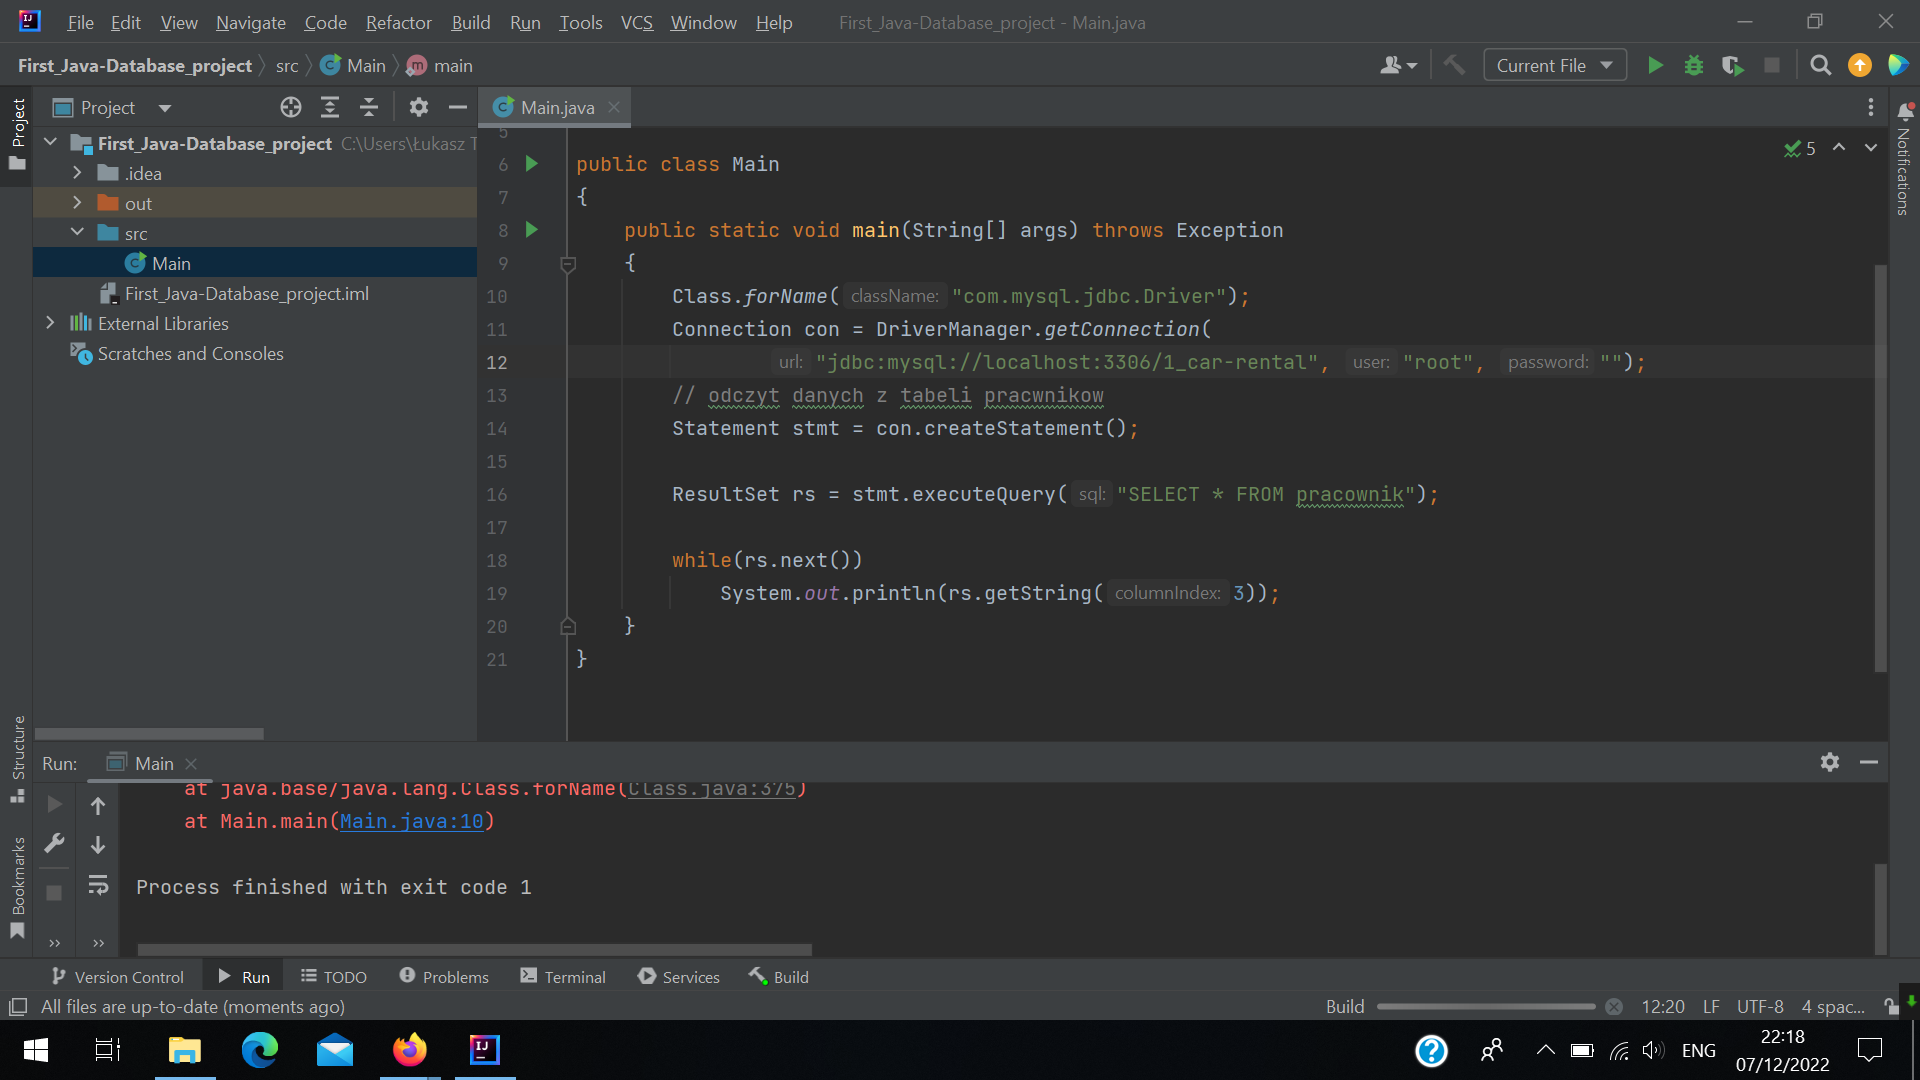 File Edit View Navigate Code Refactor Build Run Tools VCS Window Help First_Java-Database_project - Main.java
First_Java-Database_project src Main m main Current File
Project Main.java
5
First_Java-Database_project C:\Users\Łukasz T
.idea
out
src
Main
First_Java-Database_project.iml
External Libraries
Scratches and Consoles
6 public class Main
7 {
8 public static void main(String[] args) throws Exception
9 {
10 Class.forName( className: "com.mysql.jdbc.Driver");
11 Connection con = DriverManager.getConnection(
12 url: "jdbc:mysql://localhost:3306/1_car-rental", user: "root", password: "");
13 // odczyt danych z tabeli pracwnikow
14 Statement stmt = con.createStatement();
15
16 ResultSet rs = stmt.executeQuery( sql: "SELECT * FROM pracownik");
17
18 while(rs.next())
19 System.out.println(rs.getString( columnIndex: 3));
20 }
21 }
5
Project
Structure
Bookmarks
Notifications
Run: Main
at java.base/java.lang.Class.forName(Class.java:375)
at Main.main(Main.java:10)
Process finished with exit code 1
Version Control Run TODO Problems Terminal Services Build
All files are up-to-date (moments ago) Build 12:20 LF UTF-8 4 spac...
ENG 22:18
07/12/2022